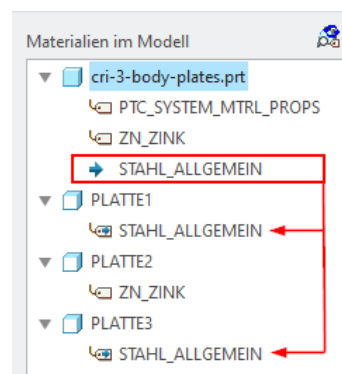 Materialien im Modell
cri-3-body-plates.prt
PTC_SYSTEM_MTRL_PROPS
ZN_ZINK
STAHL_ALLGEMEIN
PLATTE1
STAHL_ALLGEMEIN
PLATTE2
ZN_ZINK
PLATTE3
STAHL_ALLGEMEIN